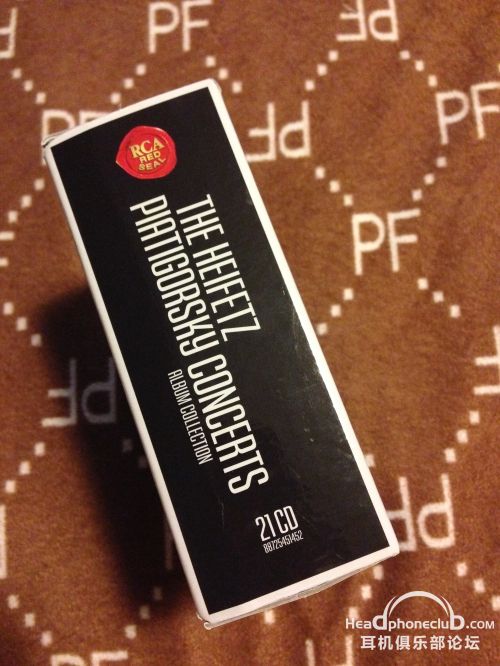 RCA
RED
SEAL
THE HEIFETZ
PIATIGORSKY CONCERTS
ALBUM COLLECTION
21 CD
88725451452
PF
PF
PF
PF
PF
PF
PF
PF
Headphoneclub.com
耳机俱乐部论坛